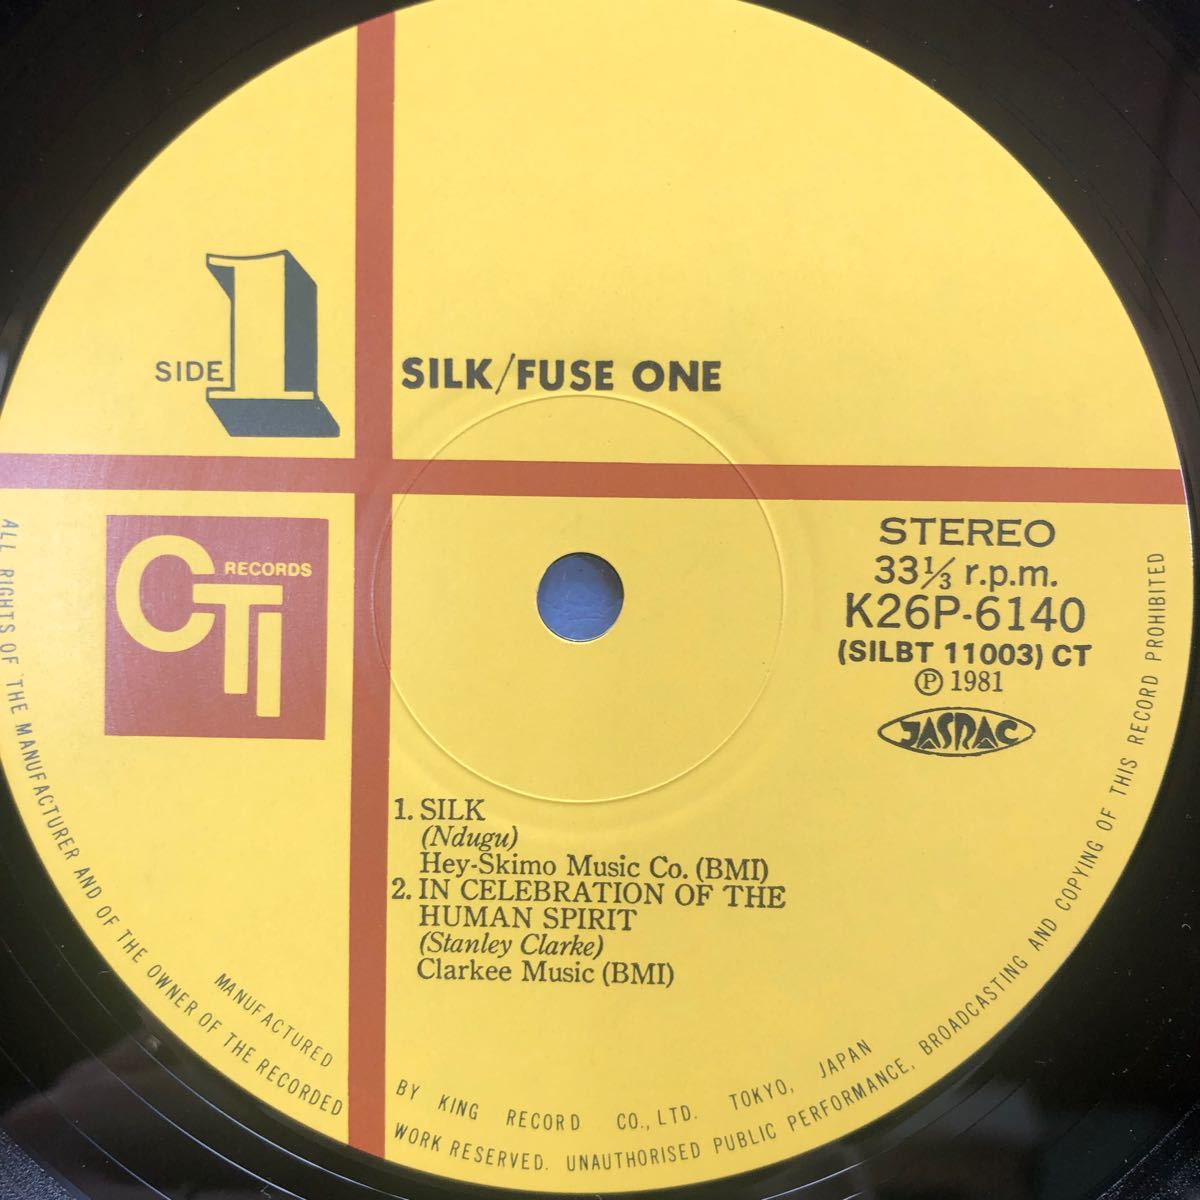 SIDE 1
SILK/FUSE ONE
CTI RECORDS
STEREO
33⅓ r.p.m.
K26P-6140
(SILBT 11003) CT
Ⓟ 1981
JASRAC
1. SILK
(Ndugu)
Hey-Skimo Music Co. (BMI)
2. IN CELEBRATION OF THE
HUMAN SPIRIT
(Stanley Clarke)
Clarkee Music (BMI)
MANUFACTURED BY KING RECORD CO., LTD. TOKYO, JAPAN
ALL RIGHTS OF THE MANUFACTURER AND OF THE OWNER OF THE RECORDED WORK RESERVED. UNAUTHORISED PUBLIC PERFORMANCE, BROADCASTING AND COPYING OF THIS RECORD PROHIBITED